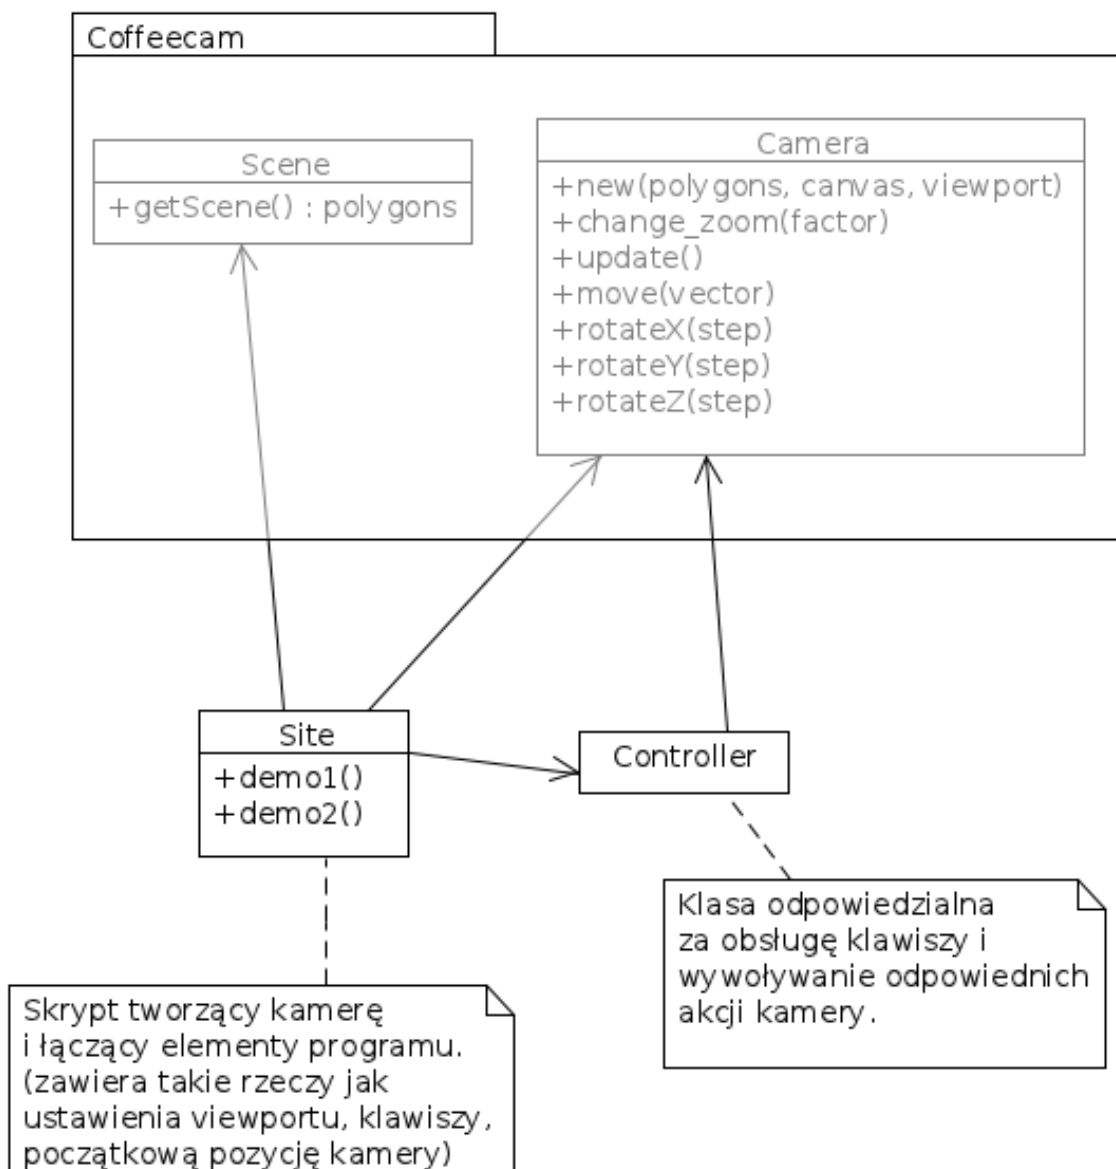 Coffeecam
Scene
+getScene() : polygons
Camera
+new(polygons, canvas, viewport)
+change_zoom(factor)
+update()
+move(vector)
+rotateX(step)
+rotateY(step)
+rotateZ(step)
Site
+demo1()
+demo2()
Controller
Klasa odpowiedzialna
za obsługę klawiszy i
wywoływanie odpowiednich
akcji kamery.
Skrypt tworzący kamerę
i łączący elementy programu.
(zawiera takie rzeczy jak
ustawienia viewportu, klawiszy,
początkową pozycję kamery)